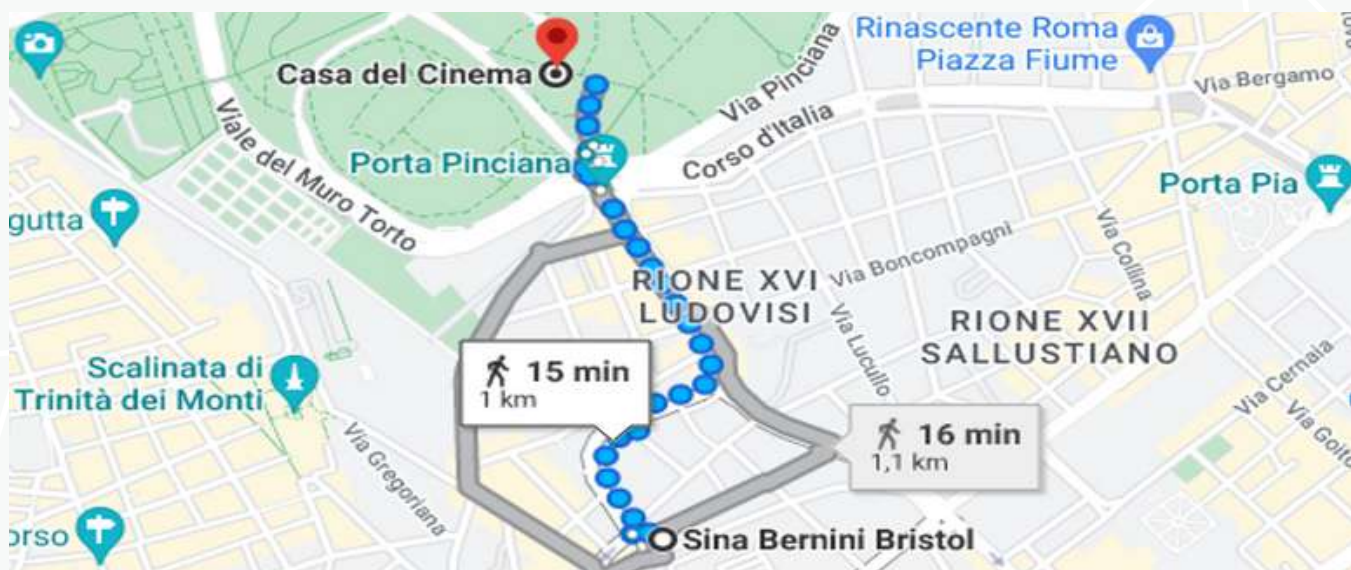 Rinascente Roma
Piazza Fiume
Casa del Cinema
Via Pinciana
Via Bergamo
Corso d'Italia
Viale del Muro Torto
Porta Pinciana
Porta Pia
gutta
Via Boncompagni
Via Collina
RIONE XVI
LUDOVISI
Via Lucullo
RIONE XVII
SALLUSTIANO
Scalinata di
Trinità dei Monti
15 min
1 km
Via Cernaia
Via Goito
16 min
1,1 km
Via Gregoriana
orso
Sina Bernini Bristol